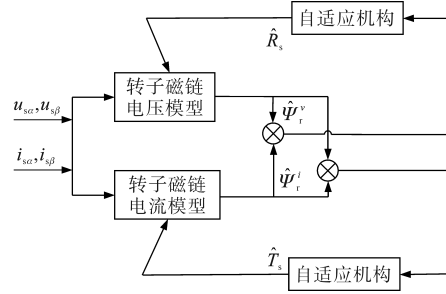 自适应机构
R̂s
转子磁链
电压模型
usα,usβ
Ψ̂rv
isα,isβ
转子磁链
电流模型
Ψ̂ri
T̂s
自适应机构